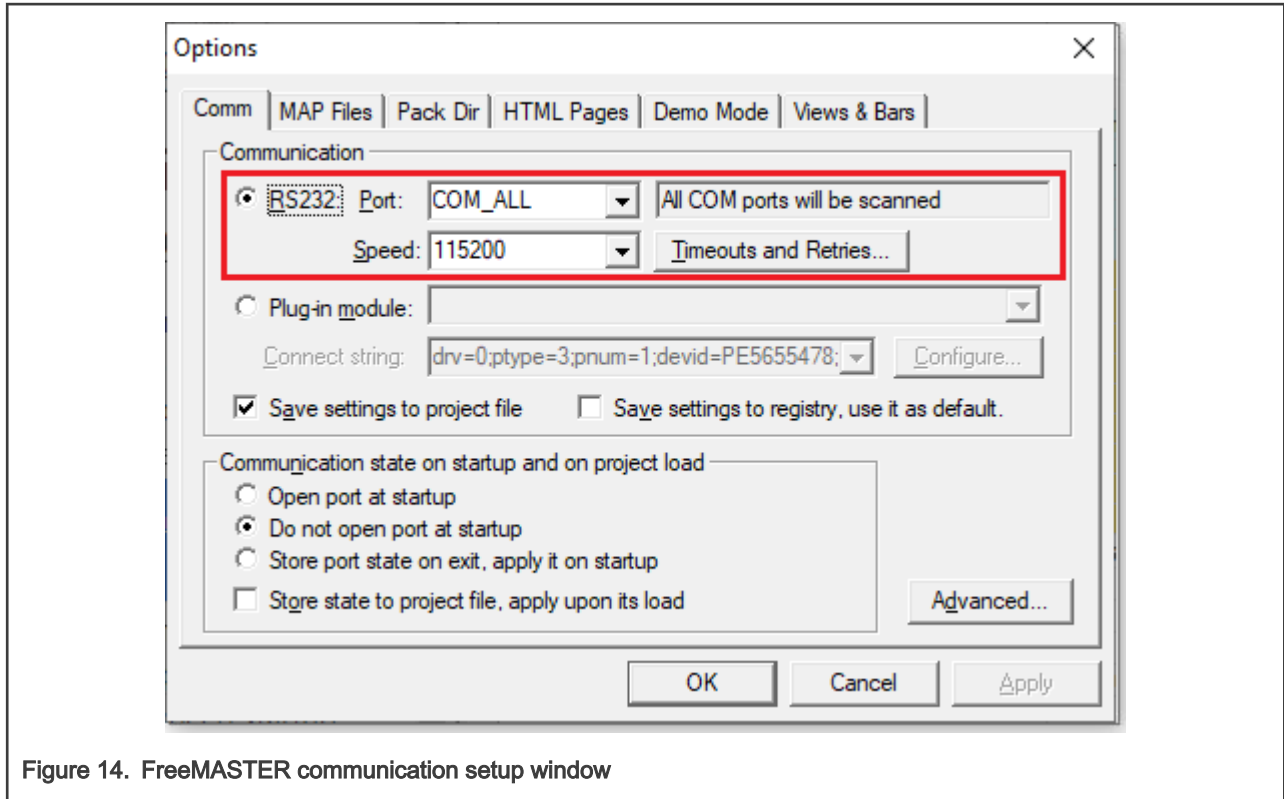 Options
Comm MAP Files Pack Dir HTML Pages Demo Mode Views & Bars
Communication
RS232: Port: COM_ALL All COM ports will be scanned
Speed: 115200 Timeouts and Retries...
Plug-in module:
Connect string: drv=0;ptype=3;pnum=1;devid=PE5655478; Configure...
Save settings to project file Save settings to registry, use it as default.
Communication state on startup and on project load
Open port at startup
Do not open port at startup
Store port state on exit, apply it on startup
Store state to project file, apply upon its load Advanced...
OK Cancel Apply
Figure 14. FreeMASTER communication setup window